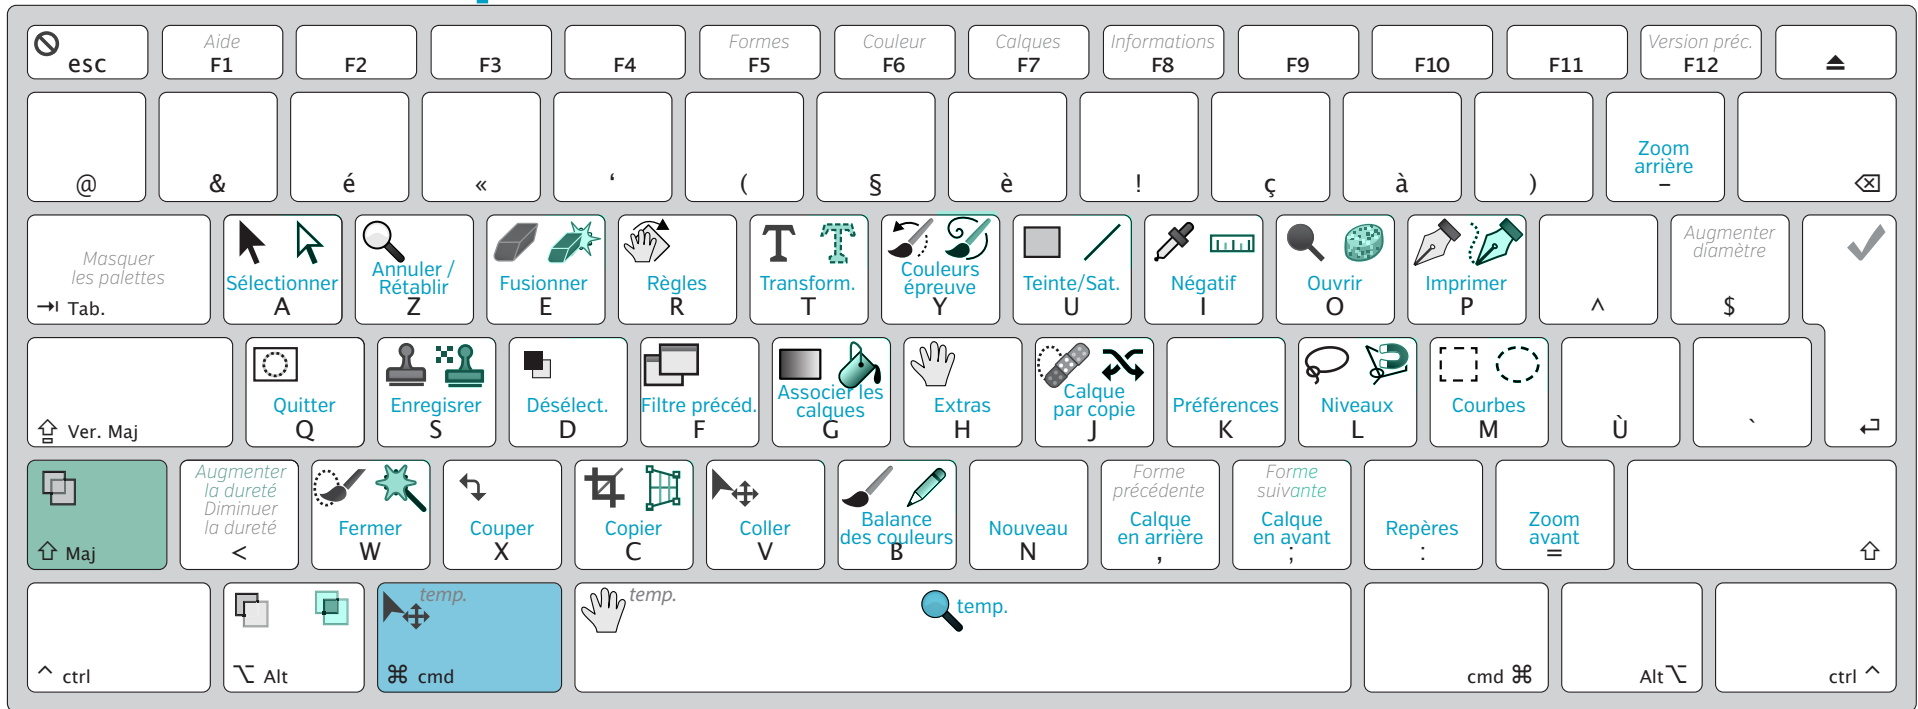 esc
Aide
F1
F2
F3
F4
Formes
F5
Couleur
F6
Calques
F7
Informations
F8
F9
F10
F11
Version préc.
F12
@
&
é
«
‘
(
§
è
!
ç
à
)
Zoom
arrière
–
Masquer
les palettes
Tab.
Sélectionner
A
Annuler /
Rétablir
Z
Fusionner
E
Règles
R
Transform.
T
Couleurs
épreuve
Y
Teinte/Sat.
U
Négatif
I
Ouvrir
O
Imprimer
P
^
Augmenter
diamètre
$
Ver. Maj
Quitter
Q
Enregisrer
S
Désélect.
D
Filtre précéd.
F
Associer les
calques
G
Extras
H
Calque
par copie
J
Préférences
K
Niveaux
L
Courbes
M
Ù
`
Maj
Augmenter
la dureté
Diminuer
la dureté
<
Fermer
W
Couper
X
Copier
C
Coller
V
Balance
des couleurs
B
Nouveau
N
Forme
précédente
Calque
en arrière
,
Forme
suivante
Calque
en avant
;
Repères
:
Zoom
avant
=
^ ctrl
⌥ Alt
temp.
⌘ cmd
temp.
temp.
cmd ⌘
Alt ⌥
ctrl ^